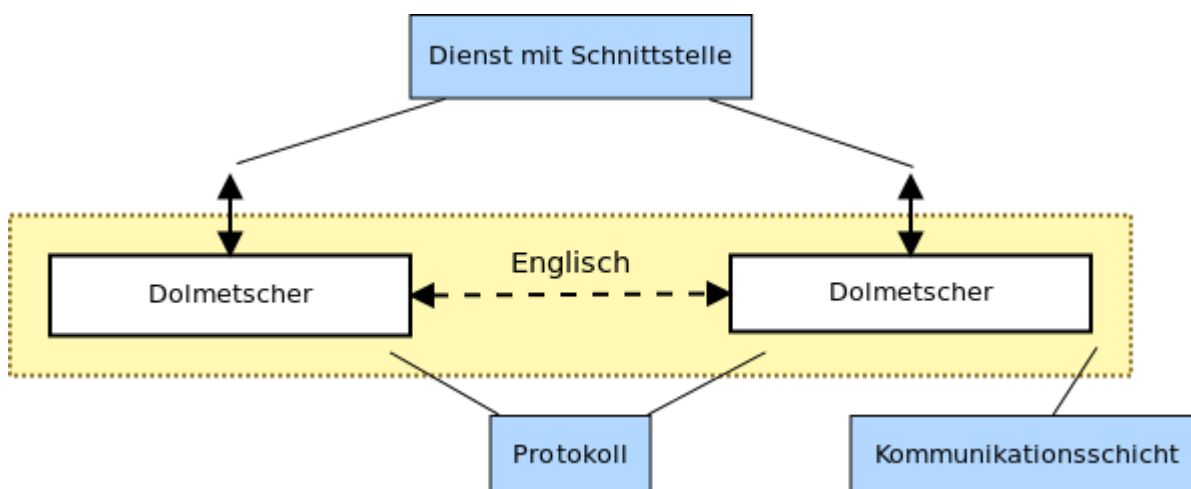 Dienst mit Schnittstelle
Englisch
Dolmetscher
Dolmetscher
Protokoll
Kommunikationsschicht